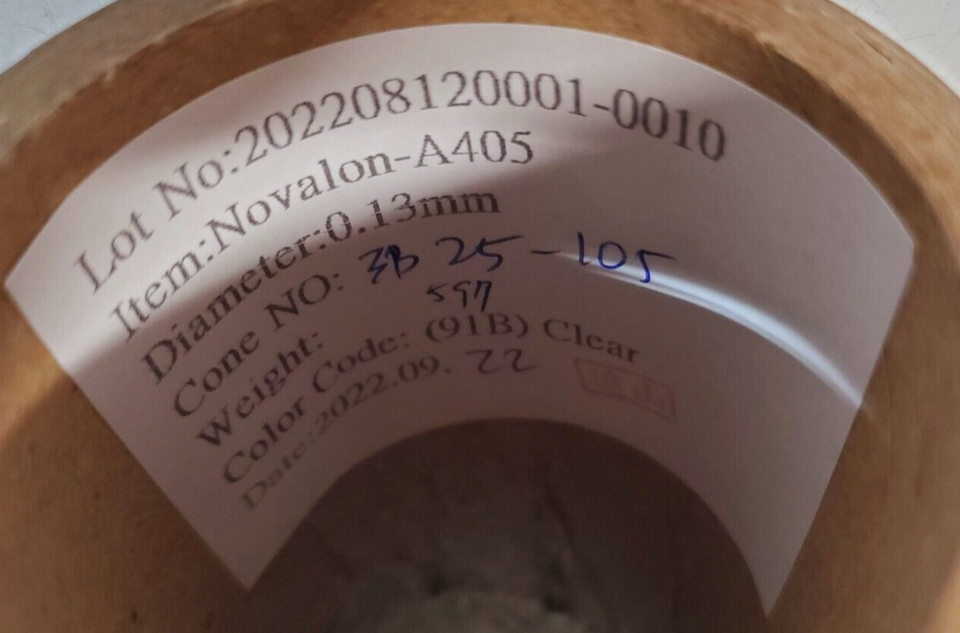 Lot No:202208120001-0010
Item:Novalon-A405
Diameter:0.13mm
Cone NO: 3B 25-105
Weight: 597
Color Code: (91B) Clear
Date:2022.09.22